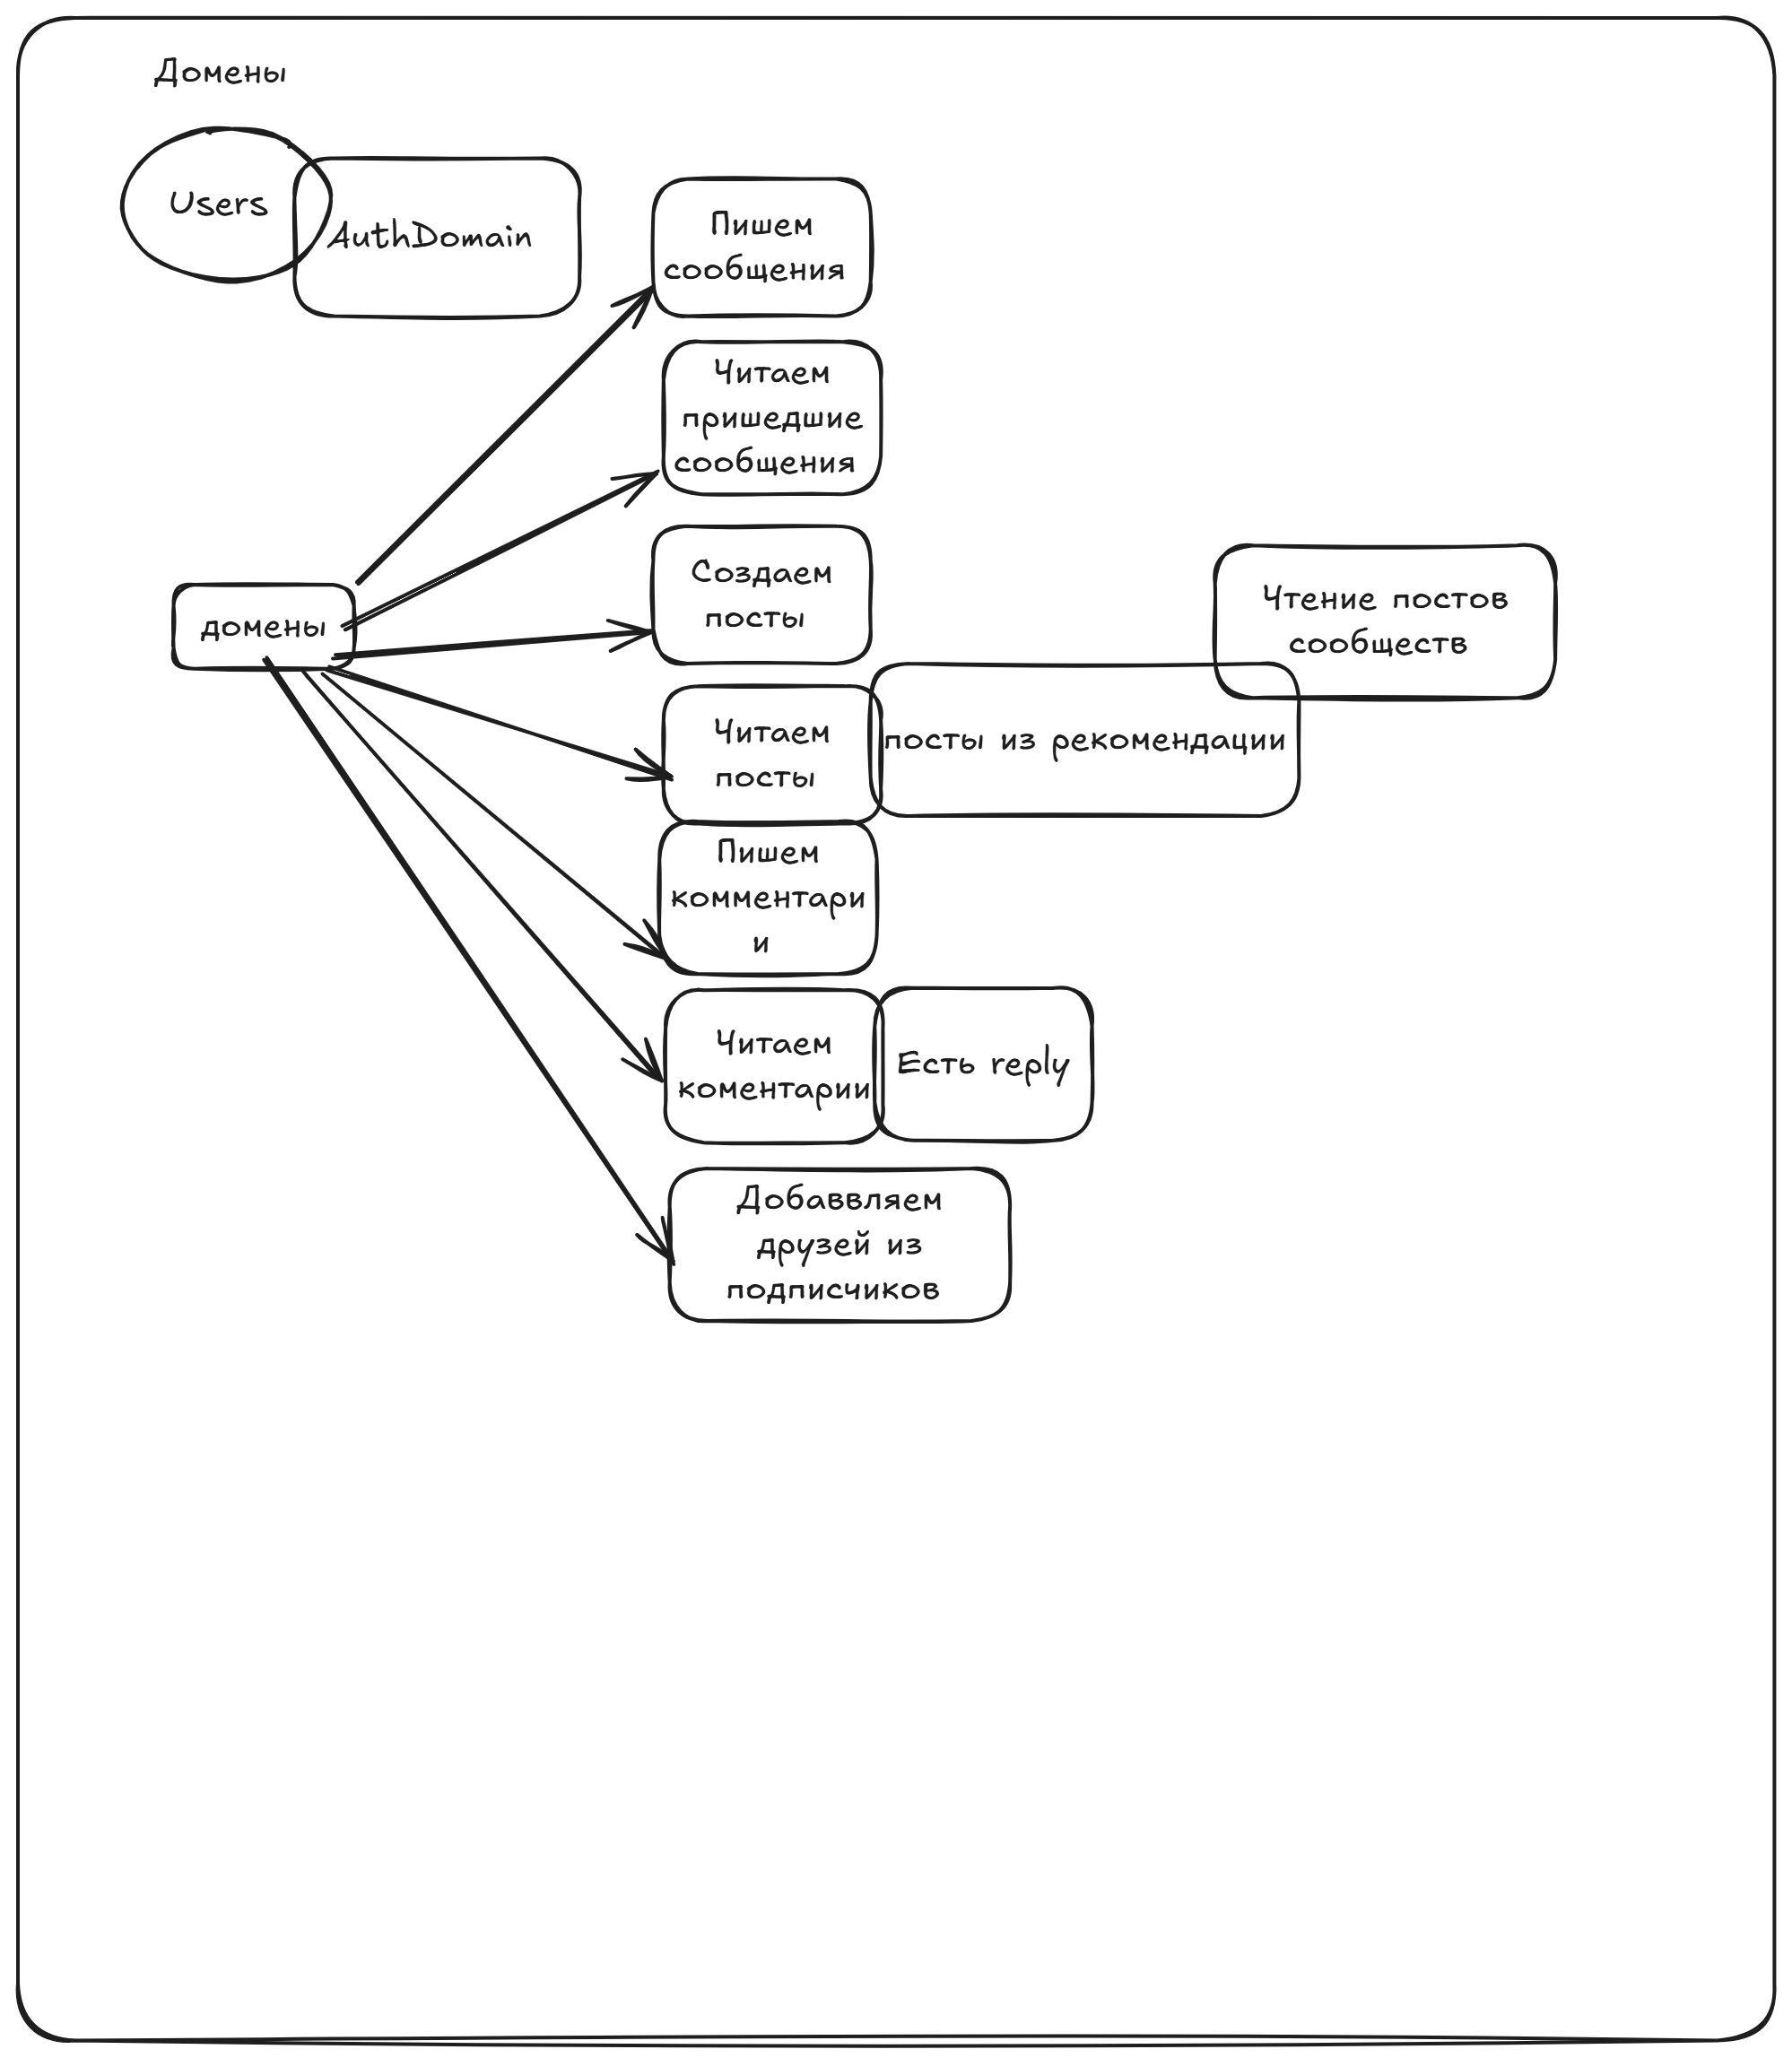 Домены
Users
AuthDomain
Пишем
сообщения
Читаем
пришедшие
сообщения
Создаем
посты
Чтение постов
сообществ
домены
Читаем
посты
посты из рекомендации
Пишем
комментари
и
Читаем
коментарии
Есть reply
Добаввляем
друзей из
подписчиков